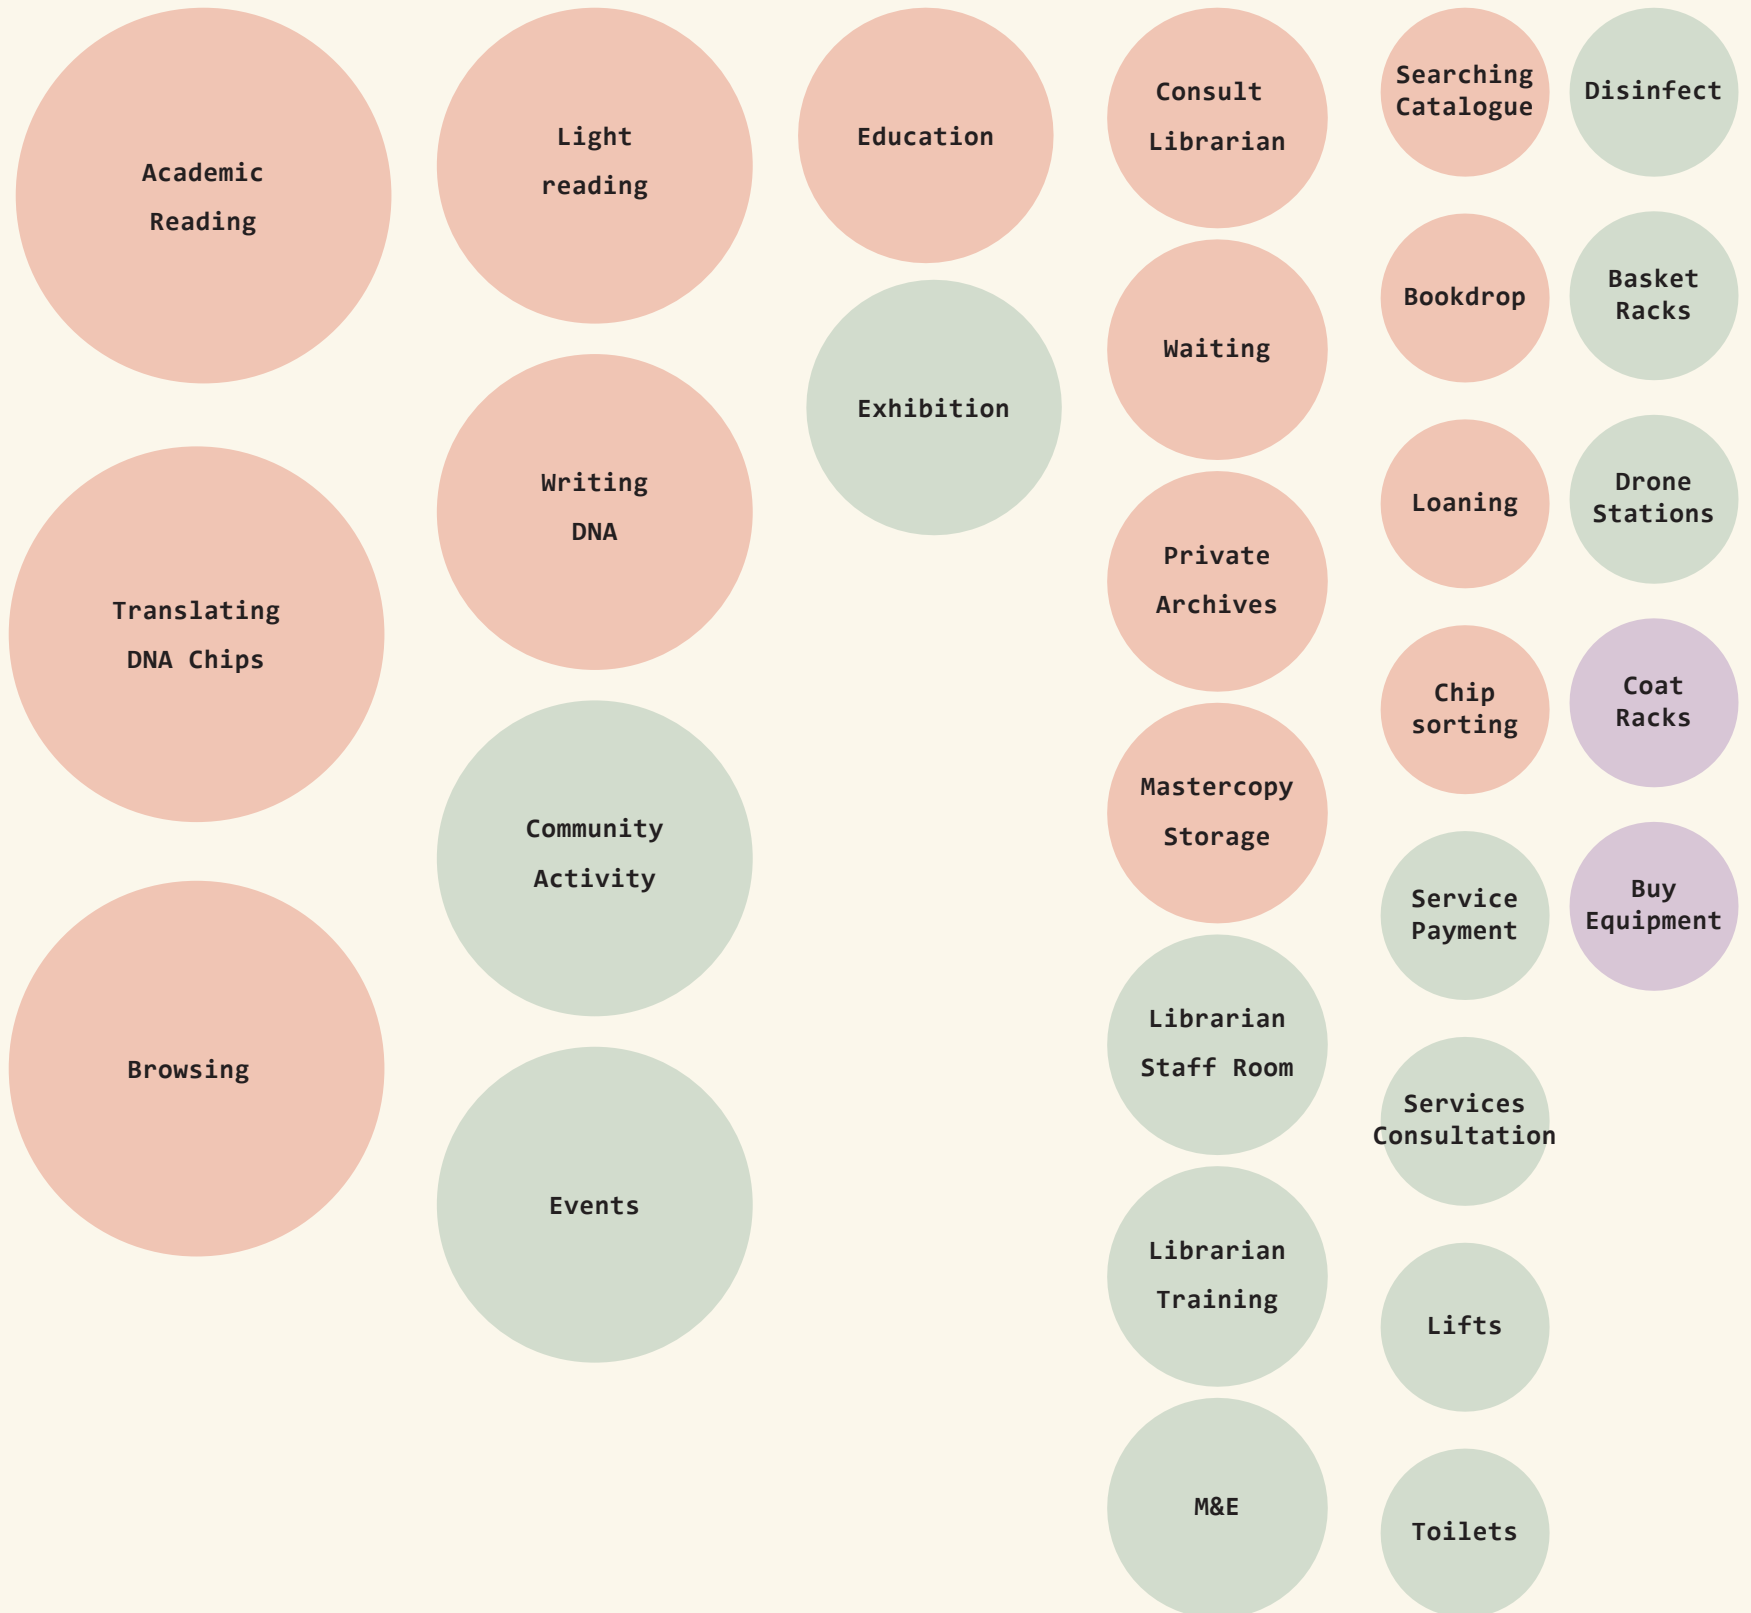 Academic
Reading
Translating
DNA Chips
Browsing
Light
reading
Writing
DNA
Community
Activity
Events
Education
Exhibition
Consult
Librarian
Waiting
Private
Archives
Mastercopy
Storage
Librarian
Staff Room
Librarian
Training
M&E
Searching
Catalogue
Bookdrop
Loaning
Chip
sorting
Service
Payment
Services
Consultation
Lifts
Toilets
Disinfect
Basket
Racks
Drone
Stations
Coat
Racks
Buy
Equipment